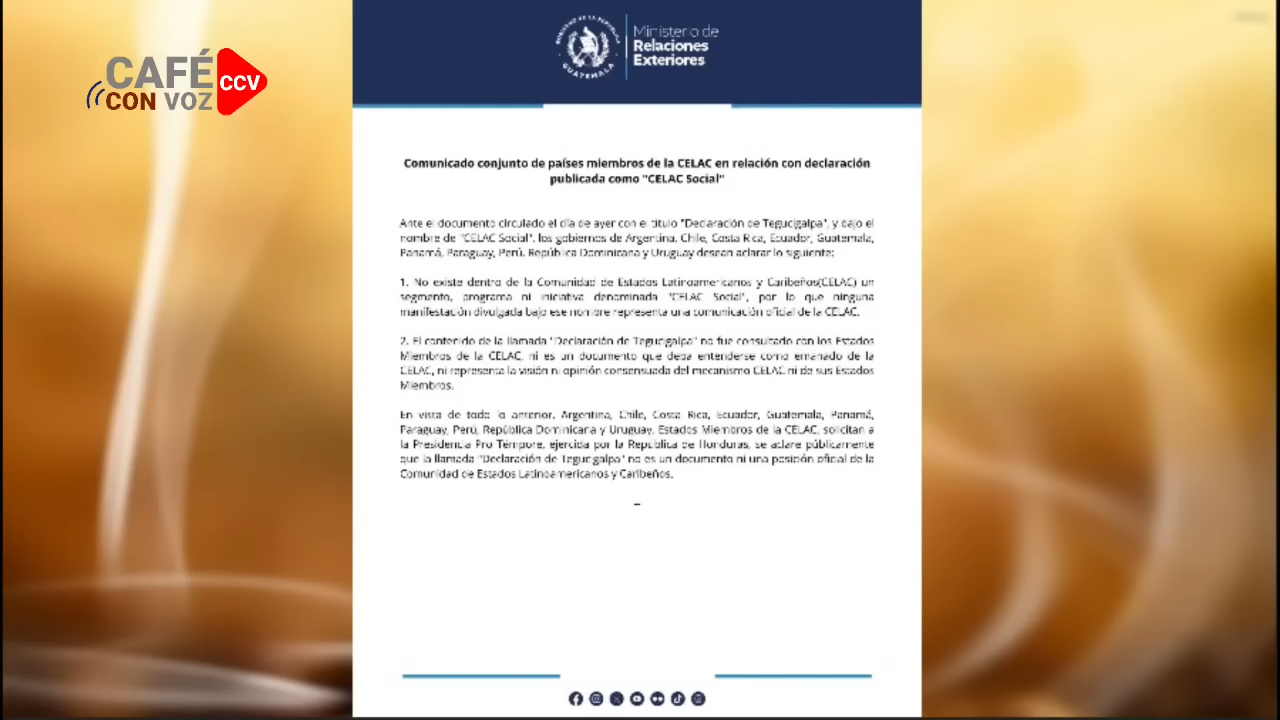 CAFÉ
CON VOZ
CCV
GOBIERNO DE LA REPÚBLICA
GUATEMALA
Ministerio de
Relaciones
Exteriores
Comunicado conjunto de países miembros de la CELAC en relación con declaración
publicada como "CELAC Social"
Ante el documento circulado el día de ayer con el título "Declaración de Tegucigalpa", y bajo el
nombre de "CELAC Social", los gobiernos de Argentina, Chile, Costa Rica, Ecuador, Guatemala,
Panamá, Paraguay, Perú, República Dominicana y Uruguay desean aclarar lo siguiente:
1. No existe dentro de la Comunidad de Estados Latinoamericanos y Caribeños(CELAC) un
segmento, programa ni iniciativa denominada "CELAC Social", por lo que ninguna
manifestación divulgada bajo ese nombre representa una comunicación oficial de la CELAC.
2. El contenido de la llamada "Declaración de Tegucigalpa" no fue consultado con los Estados
Miembros de la CELAC, ni es un documento que deba entenderse como emanado de la
CELAC, ni representa la visión ni opinión consensuada del mecanismo CELAC ni de sus Estados
Miembros.
En vista de todo lo anterior, Argentina, Chile, Costa Rica, Ecuador, Guatemala, Panamá,
Paraguay, Perú, República Dominicana y Uruguay, Estados Miembros de la CELAC, solicitan a
la Presidencia Pro Témpore, ejercida por la República de Honduras, se aclare públicamente
que la llamada "Declaración de Tegucigalpa" no es un documento ni una posición oficial de la
Comunidad de Estados Latinoamericanos y Caribeños.
–